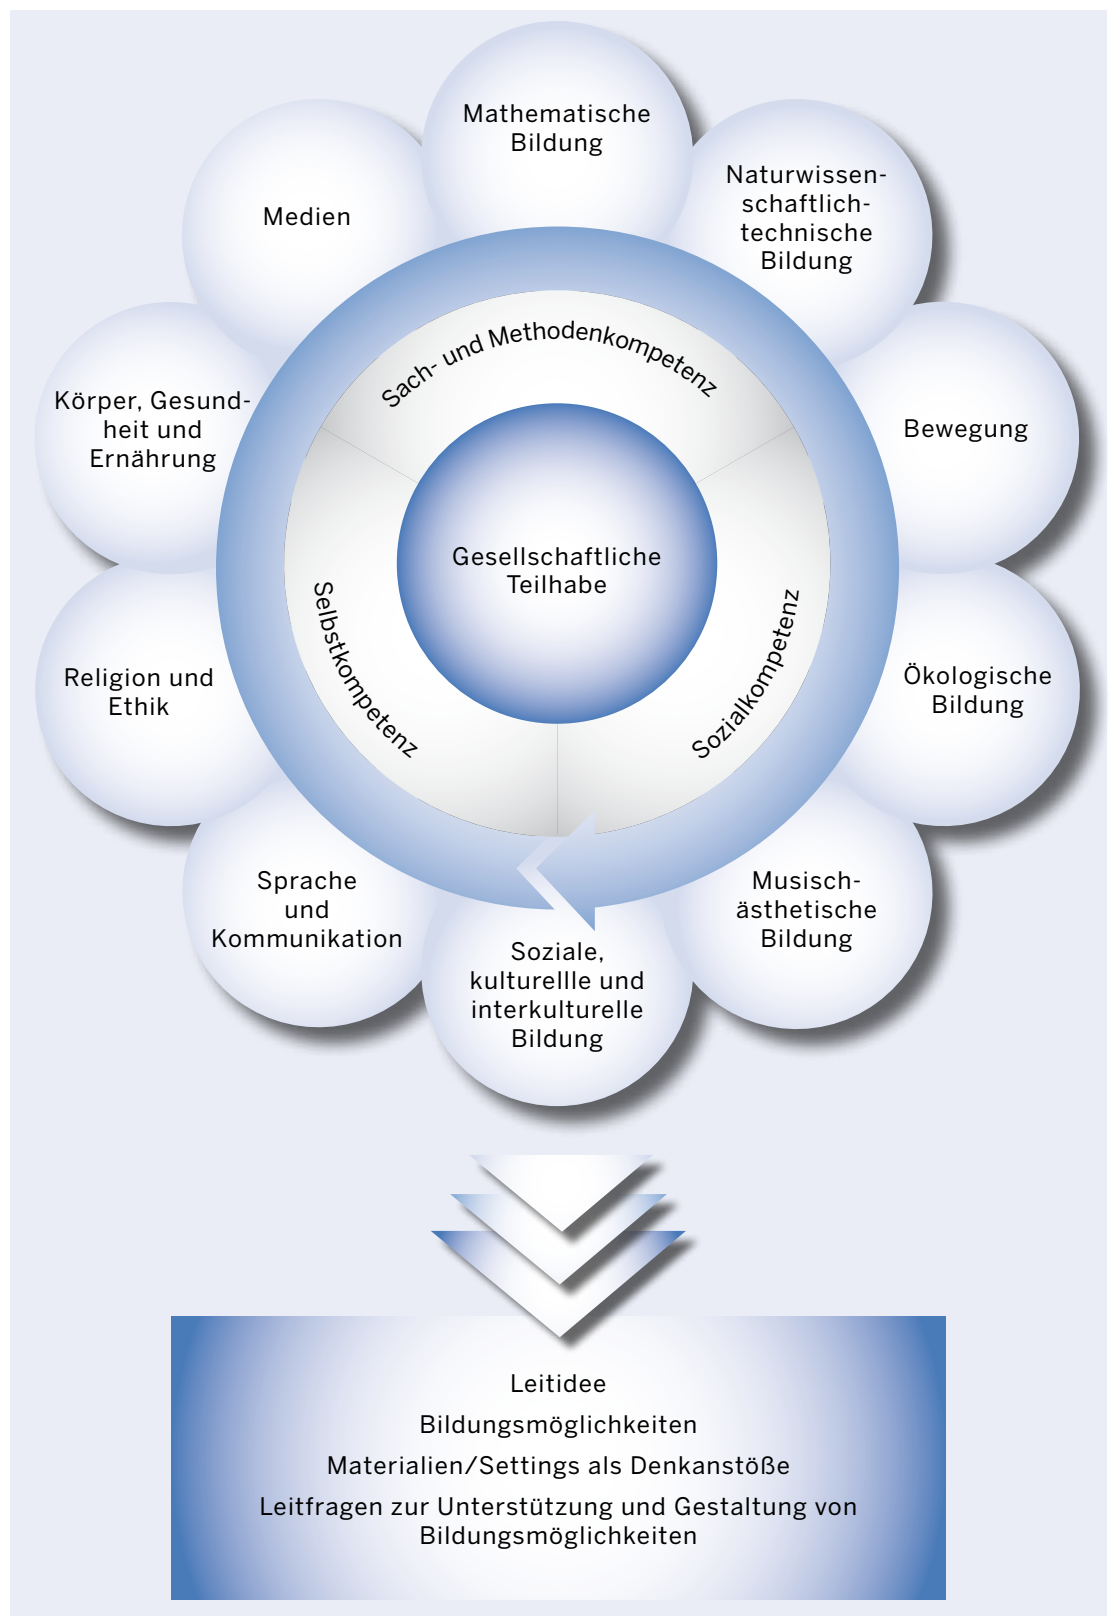 Mathematische
Bildung
Naturwissen-
schaftlich-
technische
Bildung
Medien
Sach- und Methodenkompetenz
Körper, Gesund-
heit und
Ernährung
Bewegung
Gesellschaftliche
Teilhabe
Selbstkompetenz
Sozialkompetenz
Religion und
Ethik
Ökologische
Bildung
Sprache
und
Kommunikation
Musisch-
ästhetische
Bildung
Soziale,
kulturellle und
interkulturelle
Bildung
Leitidee
Bildungsmöglichkeiten
Materialien/Settings als Denkanstöße
Leitfragen zur Unterstützung und Gestaltung von
Bildungsmöglichkeiten